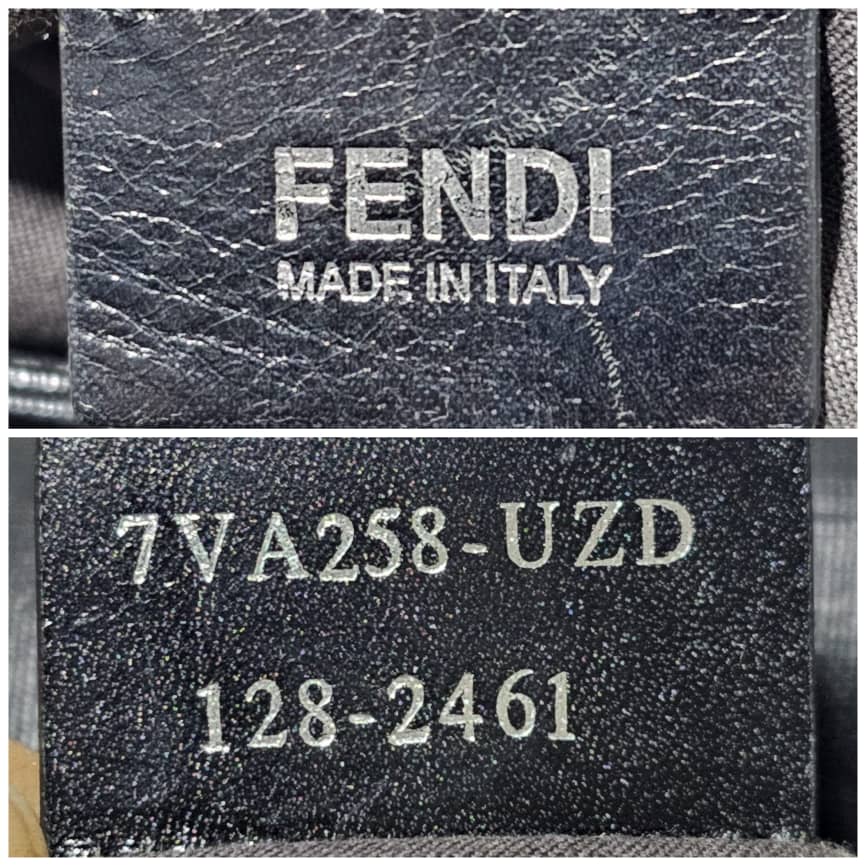 FENDI
MADE IN ITALY
7VA258-UZD
128-2461